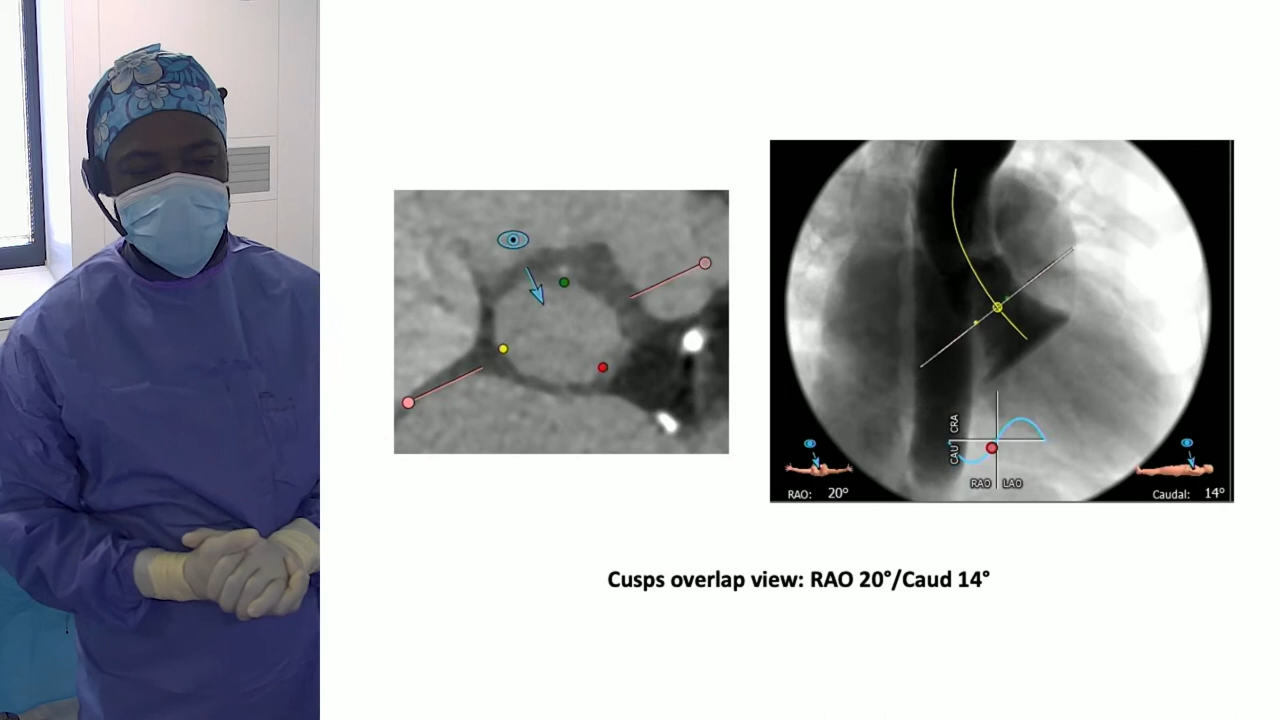 CAU CRA
RAO LAO
RAO: 20°
Caudal: 14°
Cusps overlap view: RAO 20°/Caud 14°